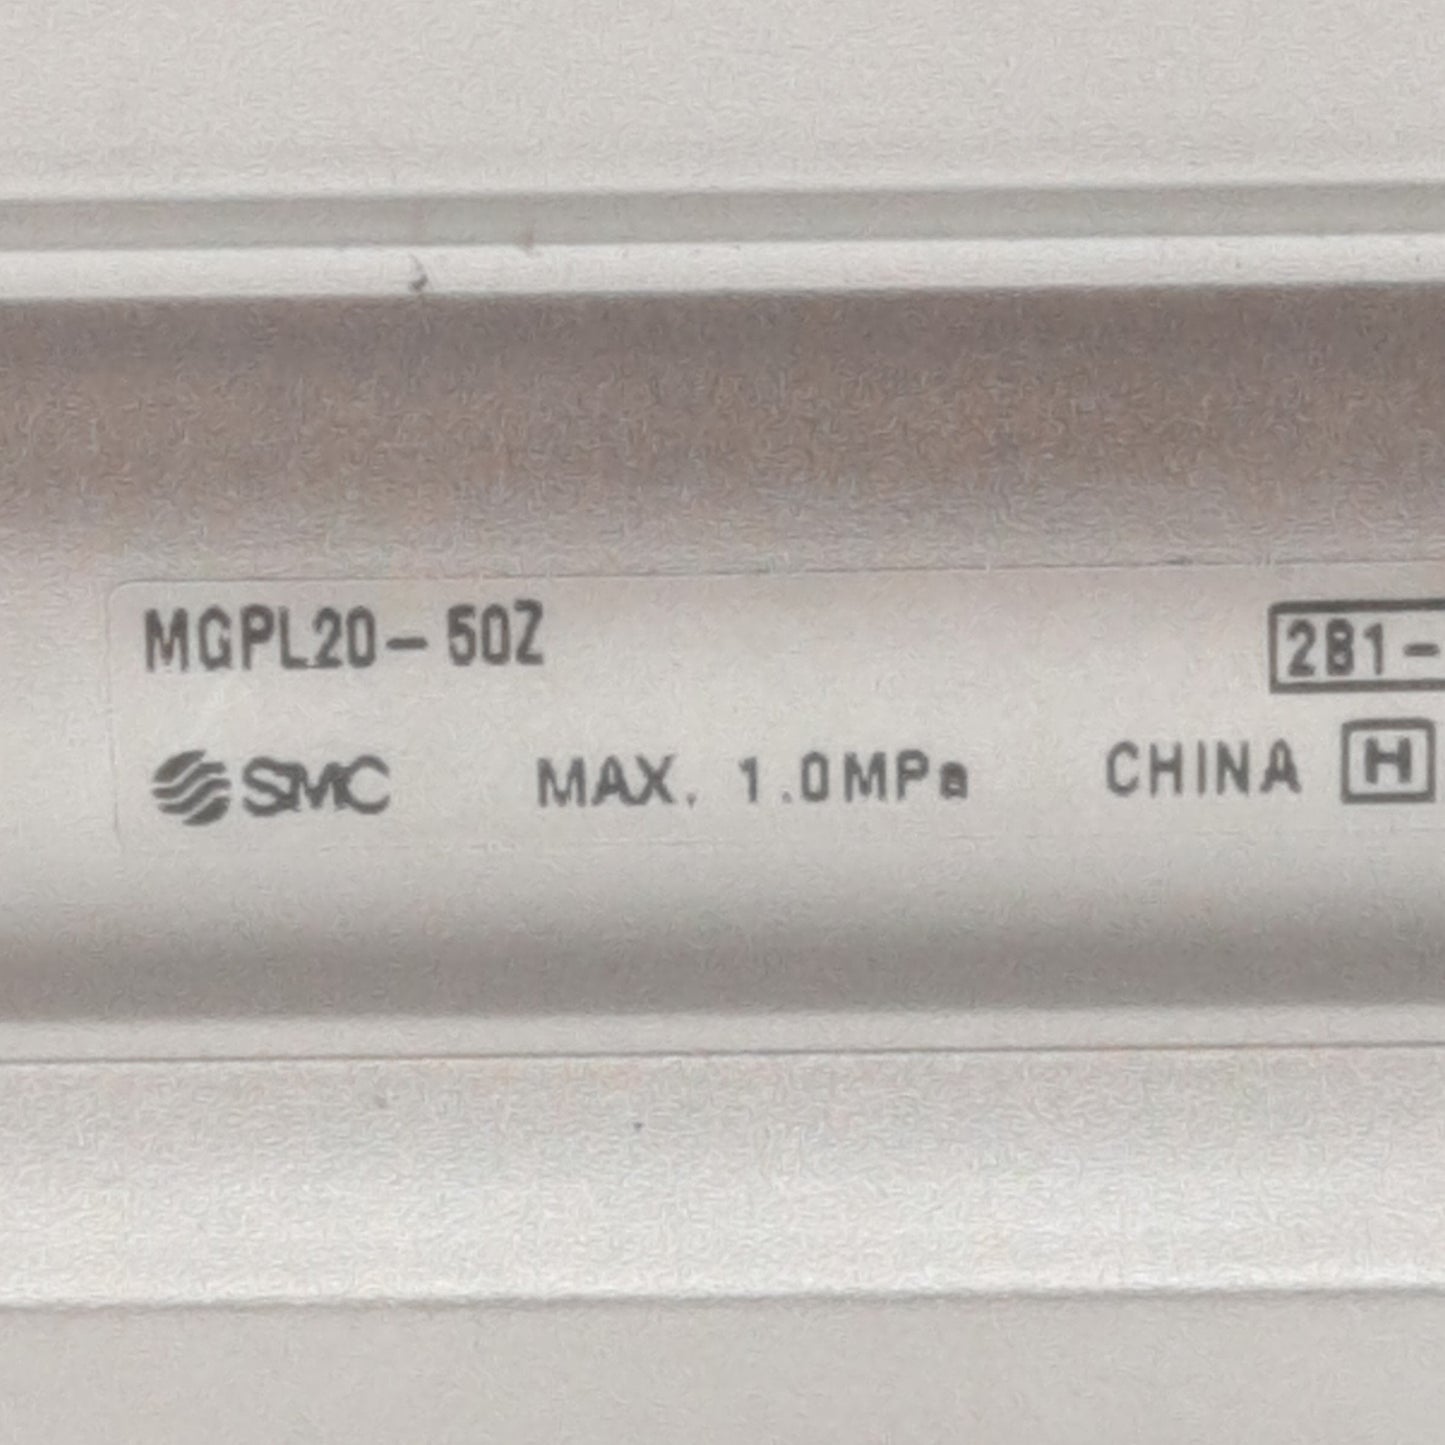 MGPL20-50Z 2B1-
SMC MAX. 1.0MPa CHINA H